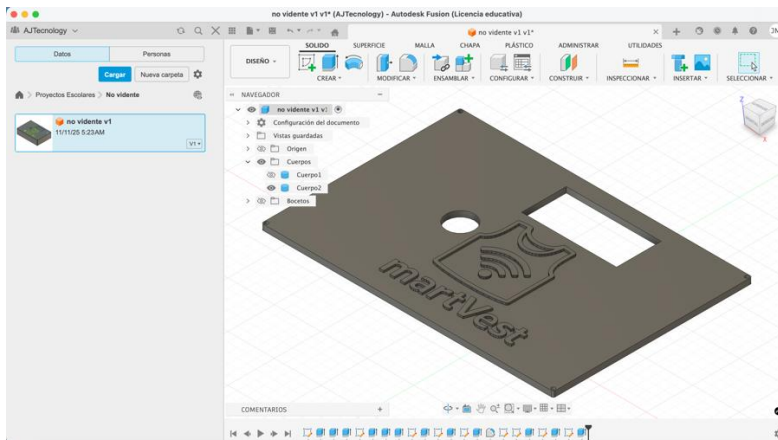 no vidente v1 v1* (AJTecnology) - Autodesk Fusion (Licencia educativa)
AJTecnology
no vidente v1 v1*
Datos
Personas
Cargar
Nueva carpeta
Proyectos Escolares > No vidente
no vidente v1
11/11/25 5:23AM
V1
DISEÑO
SÓLIDO
SUPERFICIE
MALLA
CHAPA
PLÁSTICO
ADMINISTRAR
UTILIDADES
CREAR
MODIFICAR
ENSAMBLAR
CONFIGURAR
CONSTRUIR
INSPECCIONAR
INSERTAR
SELECCIONAR
NAVEGADOR
no vidente v1 v1
Configuración del documento
Vistas guardadas
Origen
Cuerpos
Cuerpo1
Cuerpo2
Bocetos
martVest
Z
X
COMENTARIOS